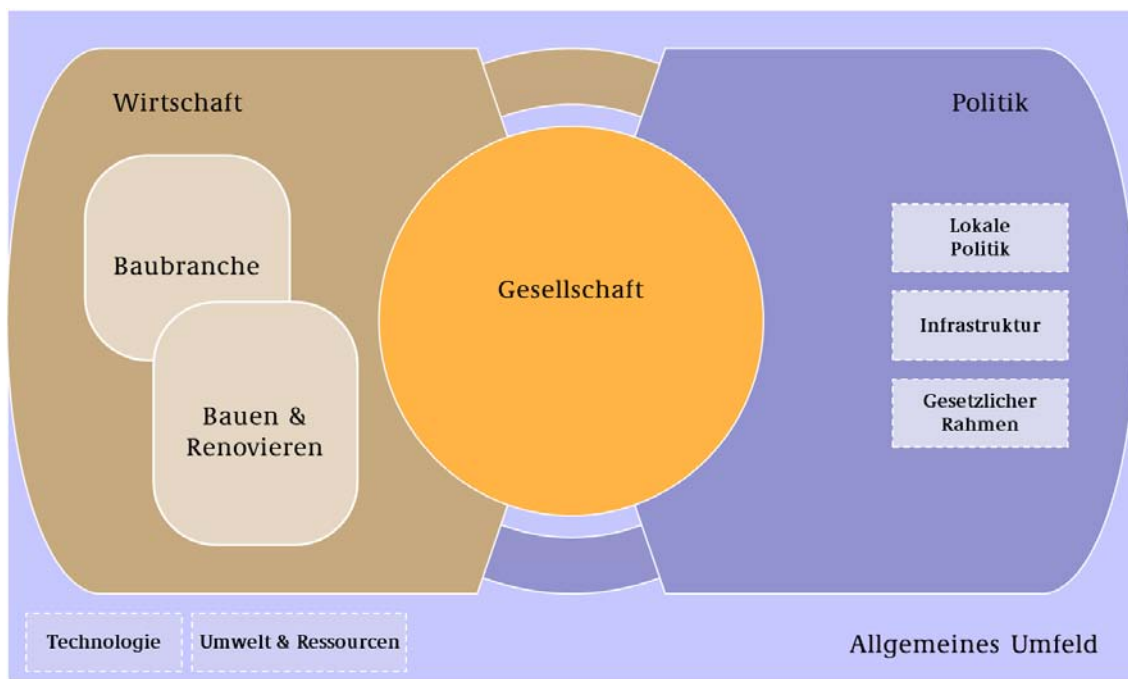 Wirtschaft
Politik
Baubranche
Bauen &
Renovieren
Gesellschaft
Lokale
Politik
Infrastruktur
Gesetzlicher
Rahmen
Technologie
Umwelt & Ressourcen
Allgemeines Umfeld